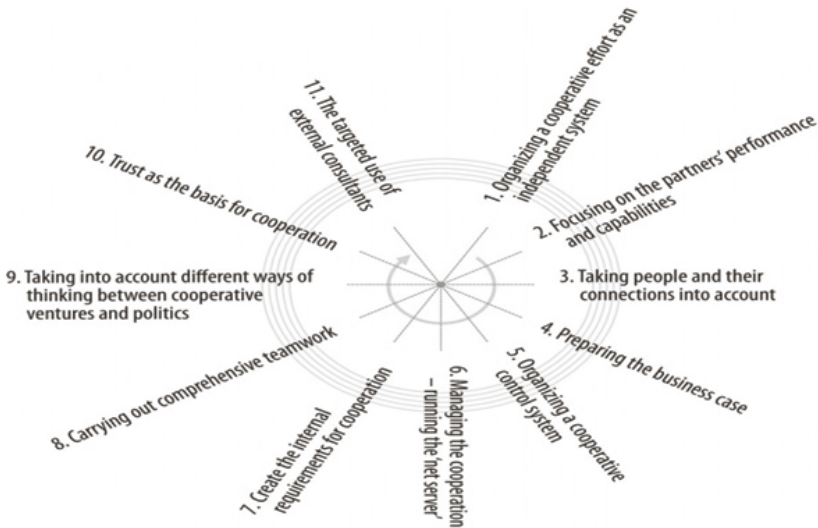 1. Organizing a cooperative effort as an
independent system
2. Focusing on the partners' performance
and capabilities
3. Taking people and their
connections into account
4. Preparing the business case
5. Organizing a cooperative
control system
6. Managing the cooperation
– running the 'net server'
7. Create the internal
requirements for cooperation
8. Carrying out comprehensive teamwork
9. Taking into account different ways of
thinking between cooperative
ventures and politics
10. Trust as the basis for cooperation
11. The targeted use of
external consultants